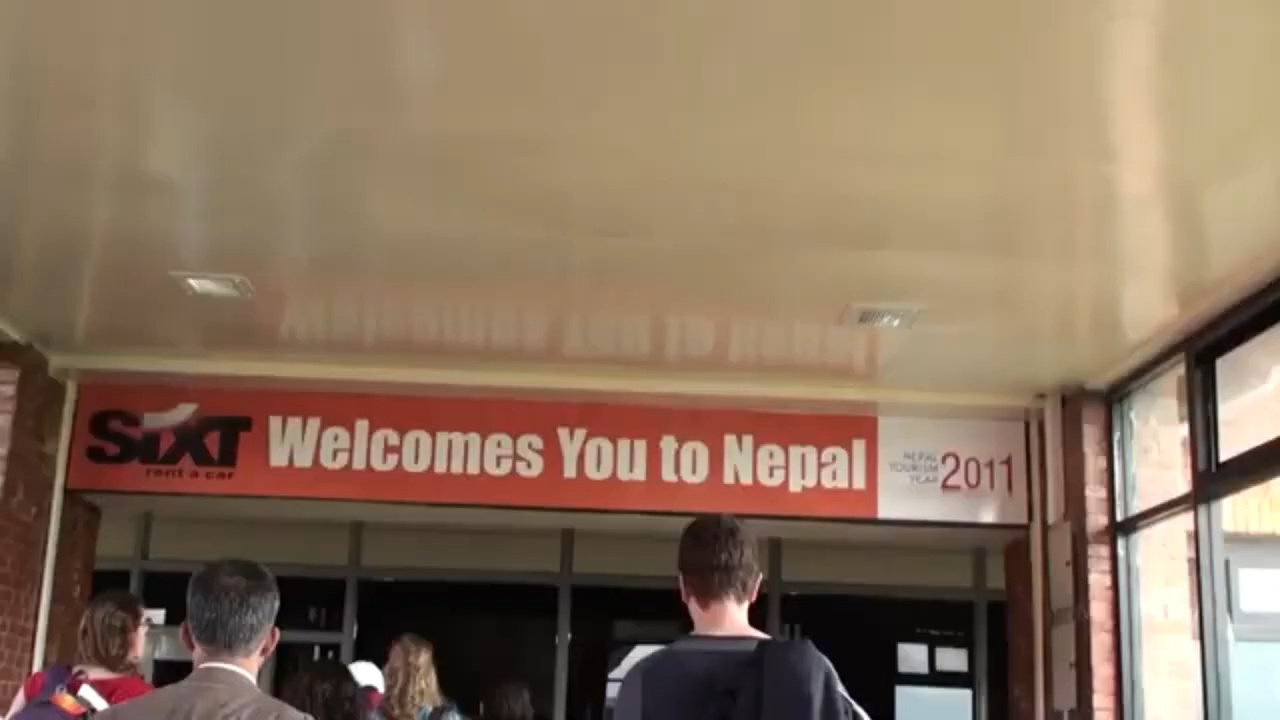 SiXT
rent a car
Welcomes You to Nepal
NEPAL
TOURISM
YEAR
2011